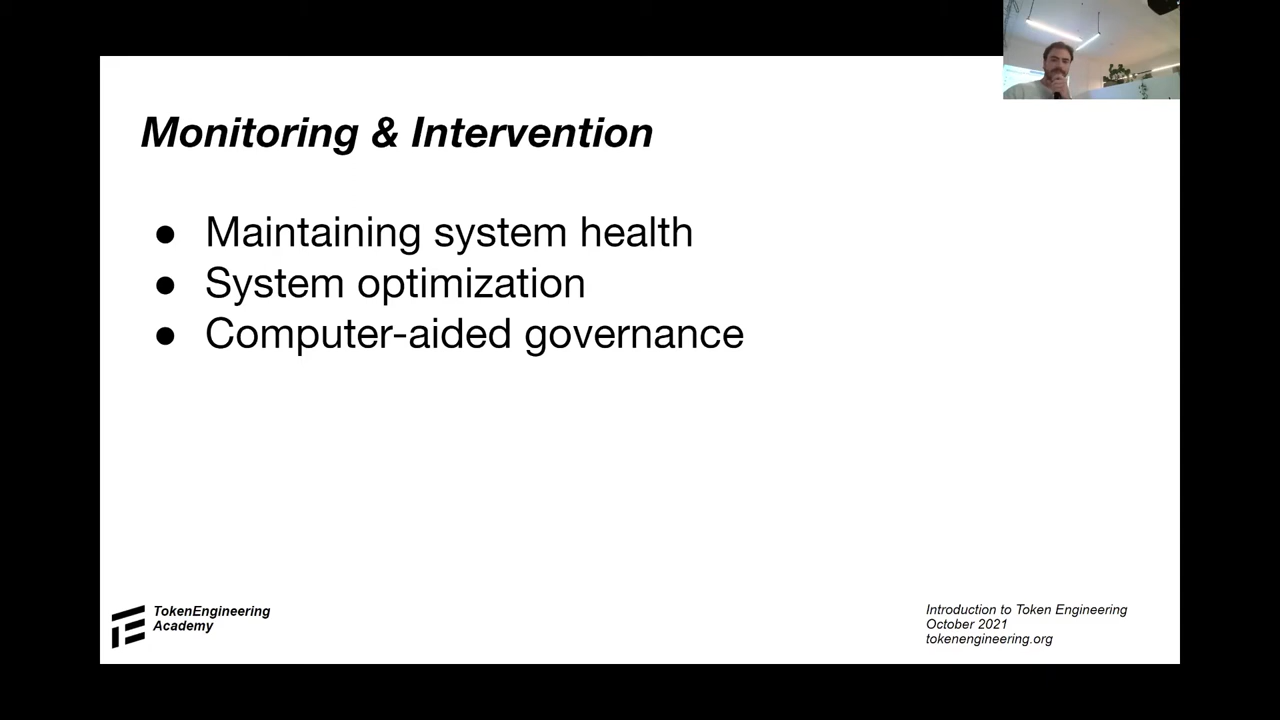 Monitoring & Intervention
● Maintaining system health
● System optimization
● Computer-aided governance
TokenEngineering
Academy
Introduction to Token Engineering
October 2021
tokenengineering.org